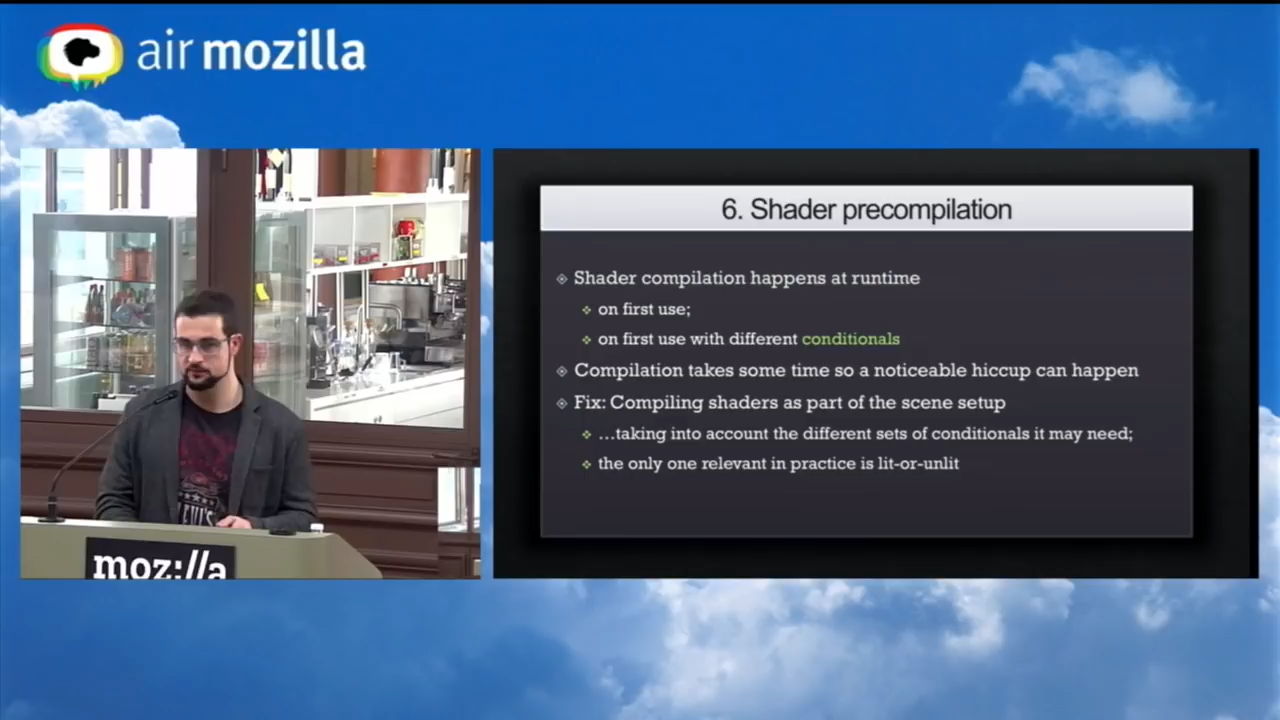 air mozilla
6. Shader precompilation
Shader compilation happens at runtime
on first use;
on first use with different conditionals
Compilation takes some time so a noticeable hiccup can happen
Fix: Compiling shaders as part of the scene setup
...taking into account the different sets of conditionals it may need;
the only one relevant in practice is lit-or-unlit
moz://a